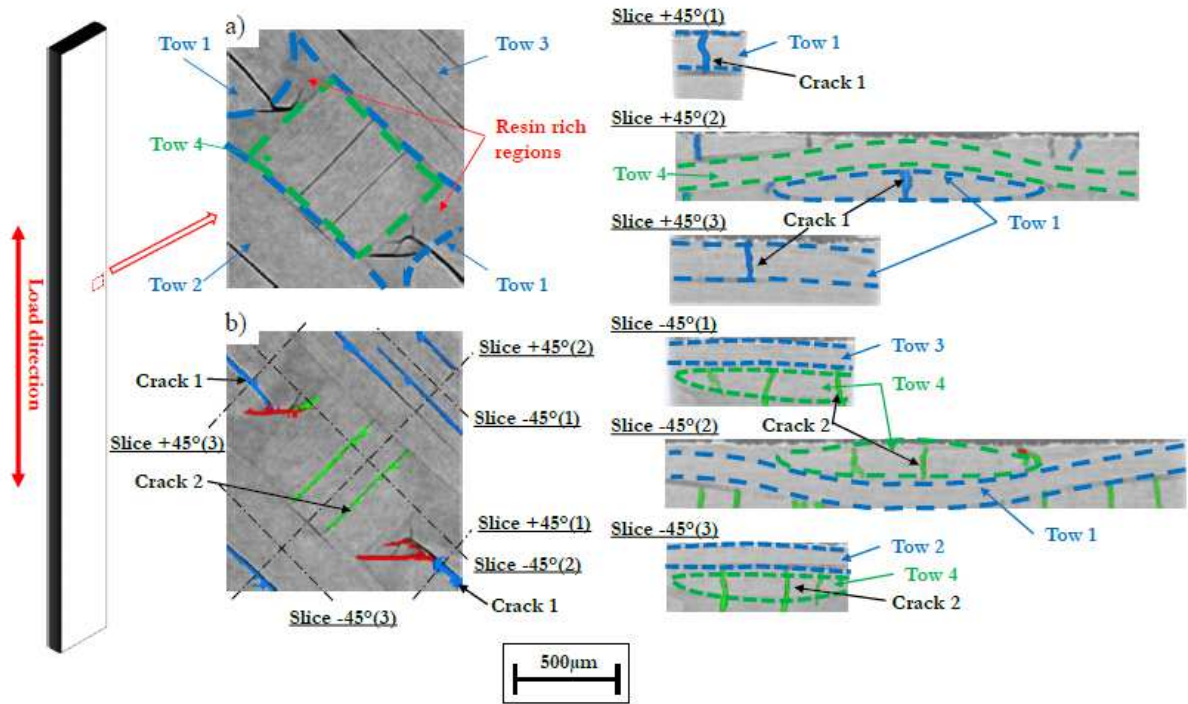 Load direction
a)
Tow 1
Tow 3
Tow 4
Resin rich
regions
Tow 2
Tow 1
b)
Crack 1
Slice +45°(2)
Slice -45°(1)
Slice +45°(3)
Crack 2
Slice +45°(1)
Slice -45°(2)
Crack 1
Slice -45°(3)
500µm
Slice +45°(1)
Tow 1
Crack 1
Slice +45°(2)
Tow 4
Crack 1
Tow 1
Slice +45°(3)
Slice -45°(1)
Tow 3
Tow 4
Crack 2
Slice -45°(2)
Tow 1
Slice -45°(3)
Tow 2
Tow 4
Crack 2